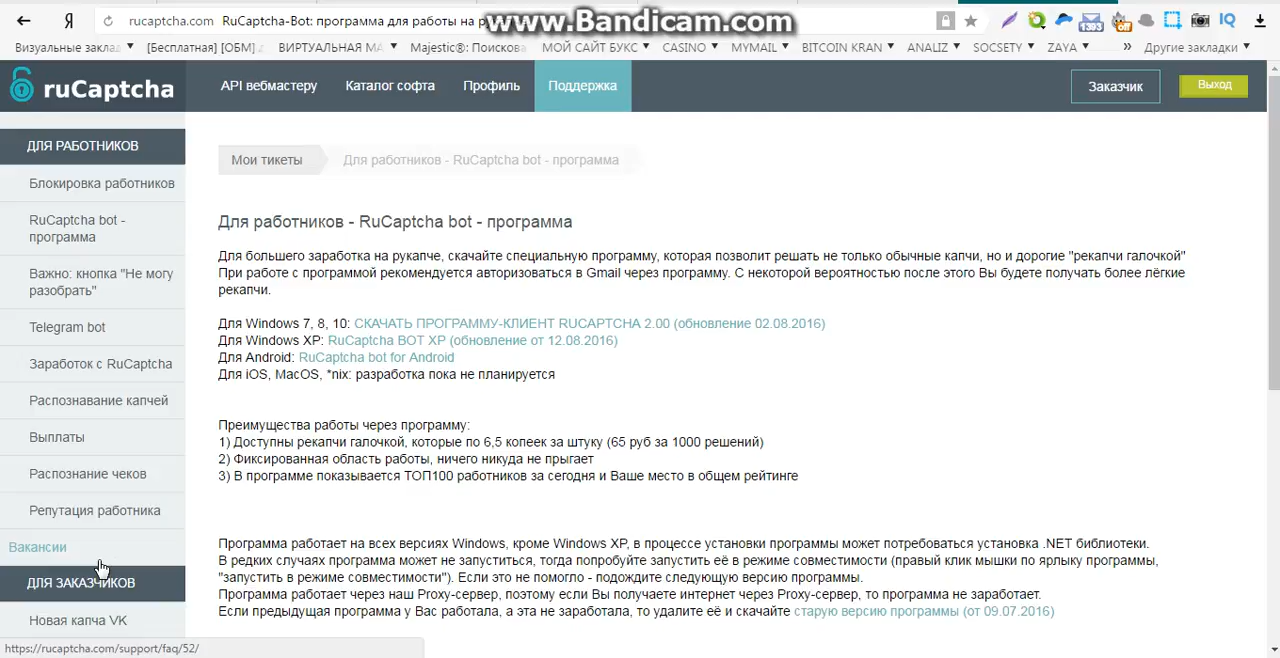 rucaptcha.com RuCaptcha-Bot: программа для работы на
www.Bandicam.com
1393
off
IQ
Визуальные заклад
[Бесплатная] [ОБМ]
ВИРТУАЛЬНАЯ МА
Majestic®: Поискова
МОЙ САЙТ БУКС
CASINO
MYMAIL
BITCOIN KRAN
ANALIZ
SOCSETY
ZAYA
»
Другие закладки
ruCaptcha
API вебмастеру
Каталог софта
Профиль
Поддержка
Заказчик
Выход
ДЛЯ РАБОТНИКОВ
Блокировка работников
RuCaptcha bot -
программа
Важно: кнопка "Не могу
разобрать"
Telegram bot
Заработок с RuCaptcha
Распознавание капчей
Выплаты
Распознание чеков
Репутация работника
Вакансии
ДЛЯ ЗАКАЗЧИКОВ
Новая капча VK
https://rucaptcha.com/support/faq/52/
Мои тикеты
Для работников - RuCaptcha bot - программа
Для работников - RuCaptcha bot - программа
Для большего заработка на рукапче, скачайте специальную программу, которая позволит решать не только обычные капчи, но и дорогие "рекапчи галочкой"
При работе с программой рекомендуется авторизоваться в Gmail через программу. С некоторой вероятностью после этого Вы будете получать более лёгкие
рекапчи.
Для Windows 7, 8, 10: СКАЧАТЬ ПРОГРАММУ-КЛИЕНТ RUCAPTCHA 2.00 (обновление 02.08.2016)
Для Windows XP: RuCaptcha BOT XP (обновление от 12.08.2016)
Для Android: RuCaptcha bot for Android
Для iOS, MacOS, *nix: разработка пока не планируется
Преимущества работы через программу:
1) Доступны рекапчи галочкой, которые по 6,5 копеек за штуку (65 руб за 1000 решений)
2) Фиксированная область работы, ничего никуда не прыгает
3) В программе показывается ТОП100 работников за сегодня и Ваше место в общем рейтинге
Программа работает на всех версиях Windows, кроме Windows XP, в процессе установки программы может потребоваться установка .NET библиотеки.
В редких случаях программа может не запуститься, тогда попробуйте запустить её в режиме совместимости (правый клик мышки по ярлыку программы,
"запустить в режиме совместимости"). Если это не помогло - подождите следующую версию программы.
Программа работает через наш Proxy-сервер, поэтому если Вы получаете интернет через Proxy-сервер, то программа не заработает.
Если предыдущая программа у Вас работала, а эта не заработала, то удалите её и скачайте старую версию программы (от 09.07.2016)